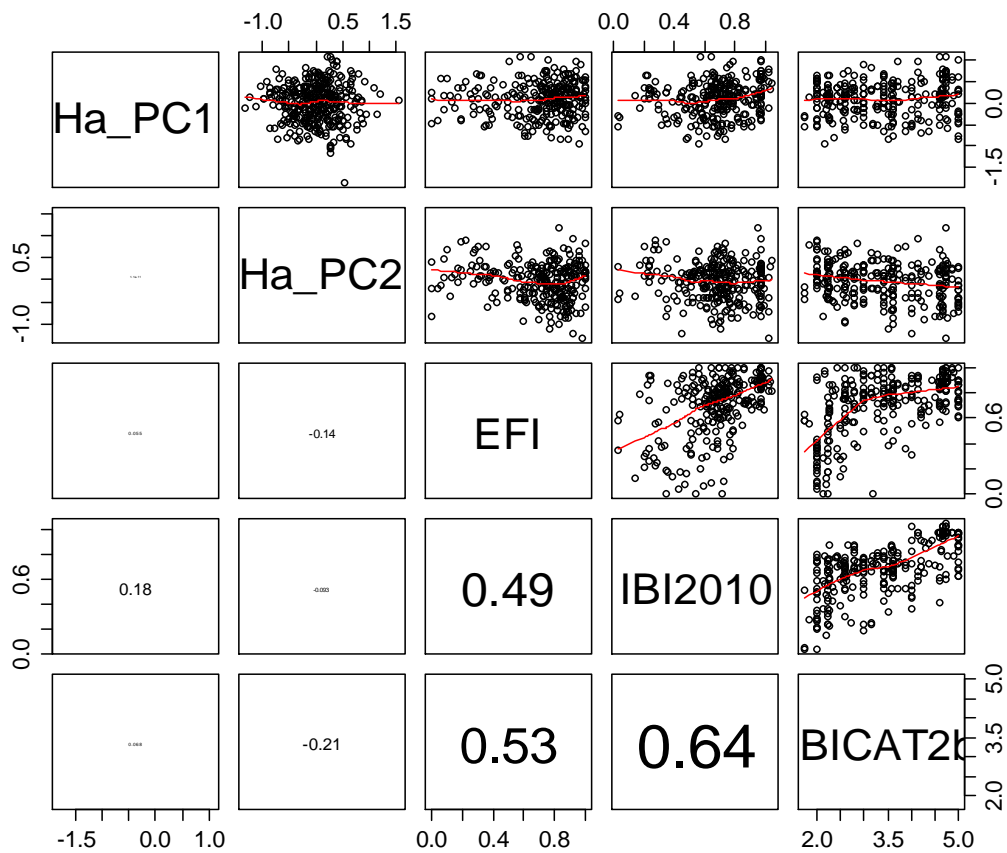 -1.0 0.5 1.5 0.0 0.4 0.8
Ha_PC1 0.0 -1.5
0.5 -1.0 Ha_PC2
0.055 -0.14 EFI 0.6 0.0
0.6 0.0 0.18 -0.093 0.49 IBI2010
0.068 -0.21 0.53 0.64 BICAT2b 5.0 3.5 2.0
-1.5 0.0 1.0 0.0 0.4 0.8 2.0 3.5 5.0